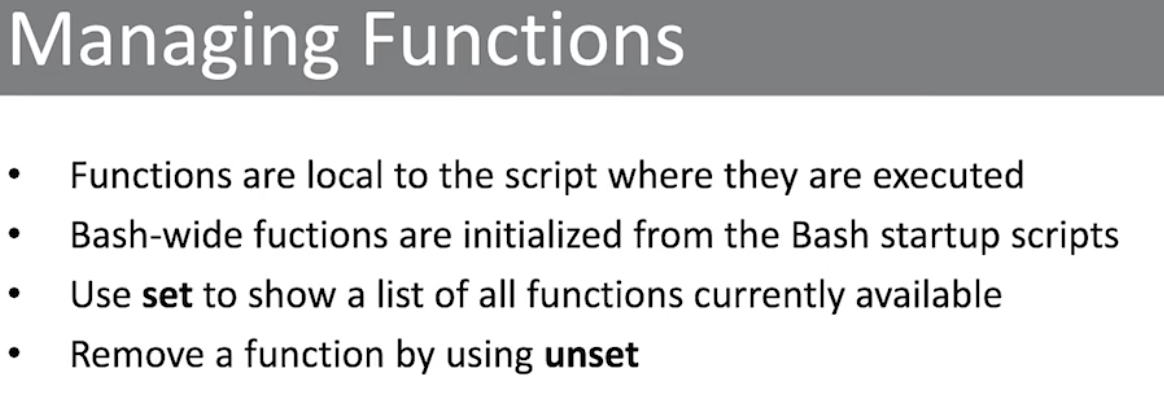 Managing Functions
• Functions are local to the script where they are executed
• Bash-wide fuctions are initialized from the Bash startup scripts
• Use set to show a list of all functions currently available
• Remove a function by using unset